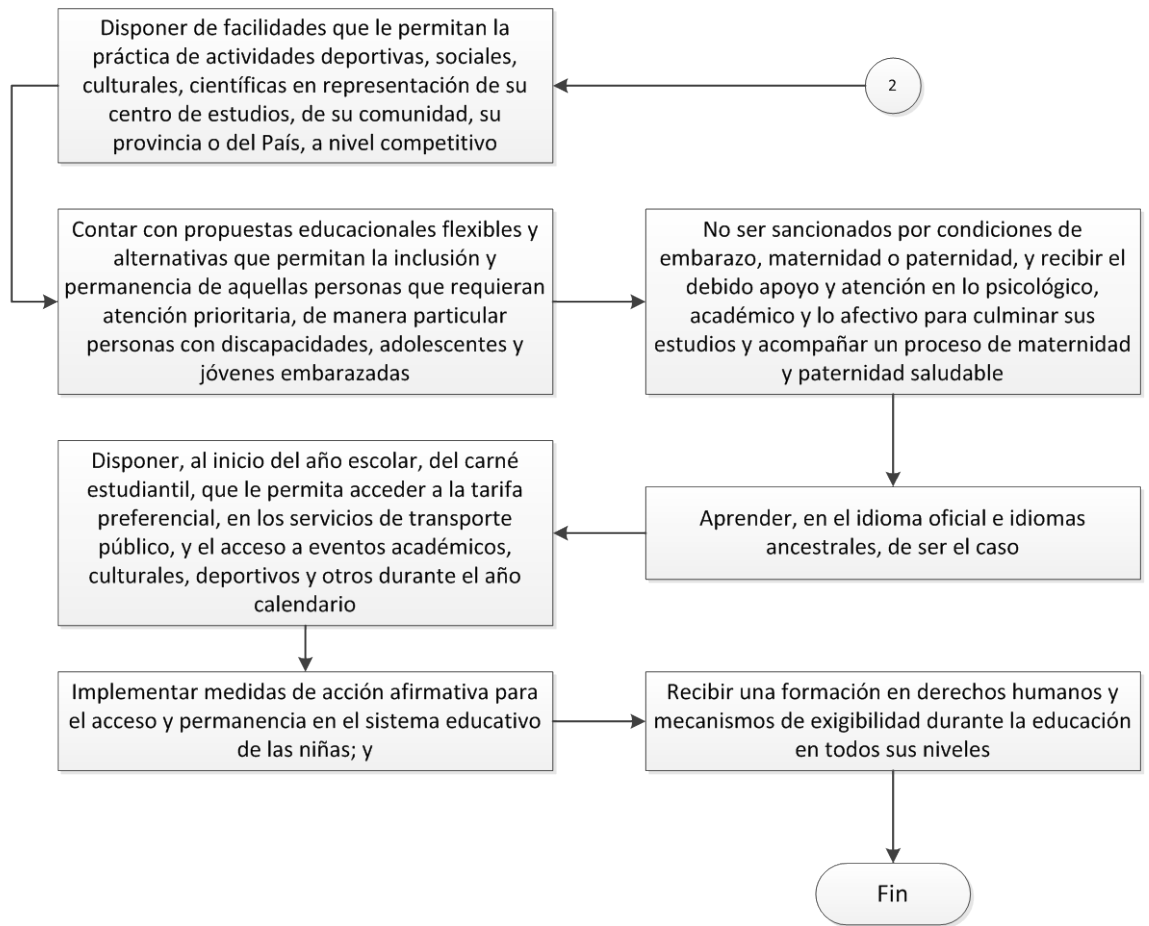 2
Disponer de facilidades que le permitan la
práctica de actividades deportivas, sociales,
culturales, científicas en representación de su
centro de estudios, de su comunidad, su
provincia o del País, a nivel competitivo
Contar con propuestas educacionales flexibles y
alternativas que permitan la inclusión y
permanencia de aquellas personas que requieran
atención prioritaria, de manera particular
personas con discapacidades, adolescentes y
jóvenes embarazadas
No ser sancionados por condiciones de
embarazo, maternidad o paternidad, y recibir el
debido apoyo y atención en lo psicológico,
académico y lo afectivo para culminar sus
estudios y acompañar un proceso de maternidad
y paternidad saludable
Aprender, en el idioma oficial e idiomas
ancestrales, de ser el caso
Disponer, al inicio del año escolar, del carné
estudiantil, que le permita acceder a la tarifa
preferencial, en los servicios de transporte
público, y el acceso a eventos académicos,
culturales, deportivos y otros durante el año
calendario
Implementar medidas de acción afirmativa para
el acceso y permanencia en el sistema educativo
de las niñas; y
Recibir una formación en derechos humanos y
mecanismos de exigibilidad durante la educación
en todos sus niveles
Fin